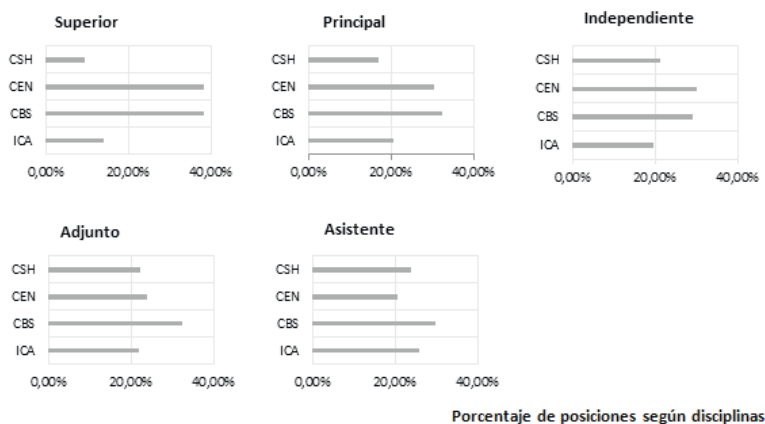 Superior
CSH
CEN
CBS
ICA
0,00% 20,00% 40,00%
Principal
CSH
CEN
CBS
ICA
0,00% 20,00% 40,00%
Independiente
CSH
CEN
CBS
ICA
0,00% 20,00% 40,00%
Adjunto
CSH
CEN
CBS
ICA
0,00% 20,00% 40,00%
Asistente
CSH
CEN
CBS
ICA
0,00% 20,00% 40,00%
Porcentaje de posiciones según disciplinas